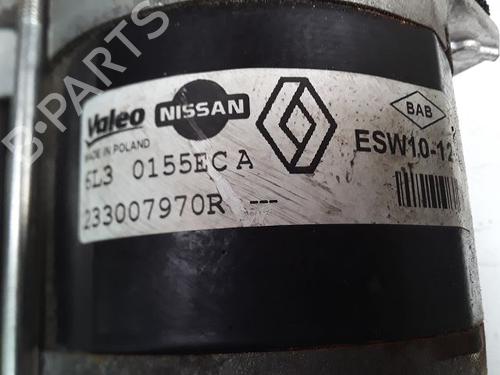 B-PARTS
Valeo NISSAN
MADE IN POLAND
BAB
ESW10-12
6L3 0155ECA
233007970R ---